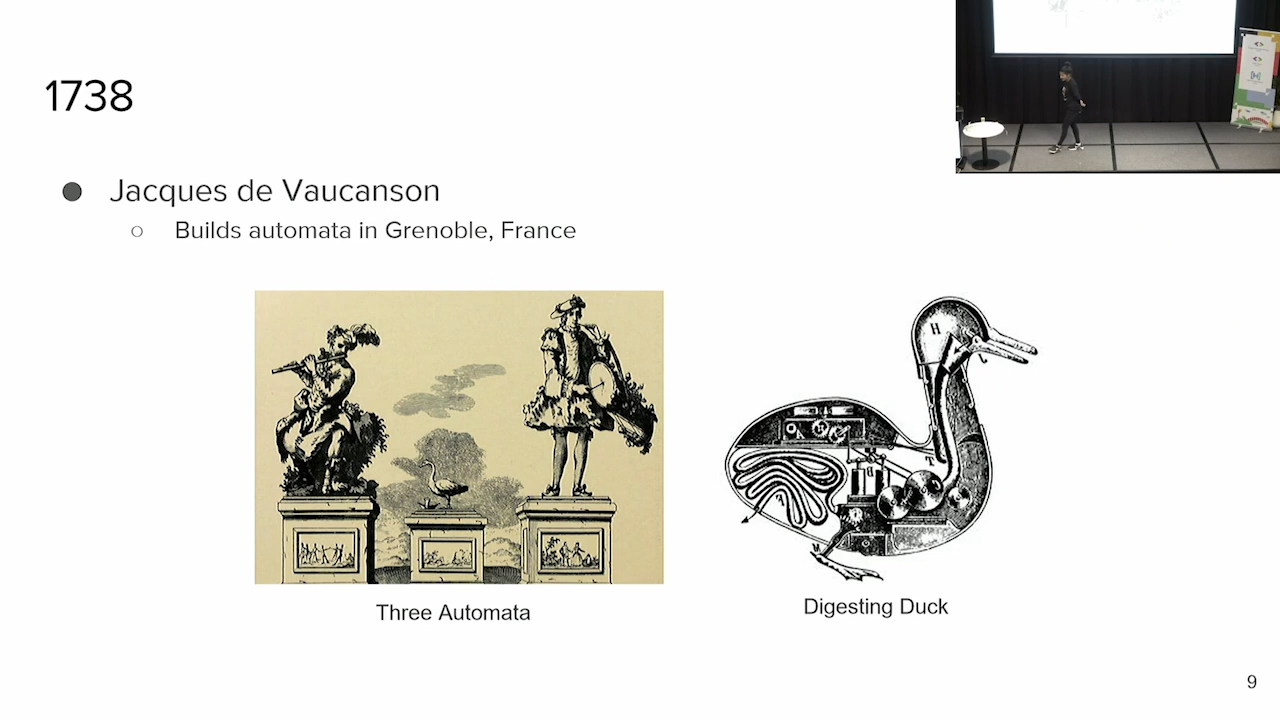 1738
Jacques de Vaucanson
Builds automata in Grenoble, France
H
T
Three Automata
Digesting Duck
9